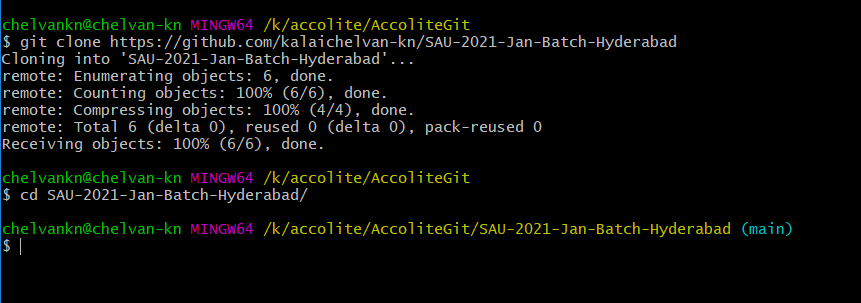 chelvankn@chelvan-kn MINGW64 /k/accolite/AccoliteGit
$ git clone https://github.com/kalaichelvan-kn/SAU-2021-Jan-Batch-Hyderabad
Cloning into 'SAU-2021-Jan-Batch-Hyderabad'...
remote: Enumerating objects: 6, done.
remote: Counting objects: 100% (6/6), done.
remote: Compressing objects: 100% (4/4), done.
remote: Total 6 (delta 0), reused 0 (delta 0), pack-reused 0
Receiving objects: 100% (6/6), done.
chelvankn@chelvan-kn MINGW64 /k/accolite/AccoliteGit
$ cd SAU-2021-Jan-Batch-Hyderabad/
chelvankn@chelvan-kn MINGW64 /k/accolite/AccoliteGit/SAU-2021-Jan-Batch-Hyderabad (main)
$